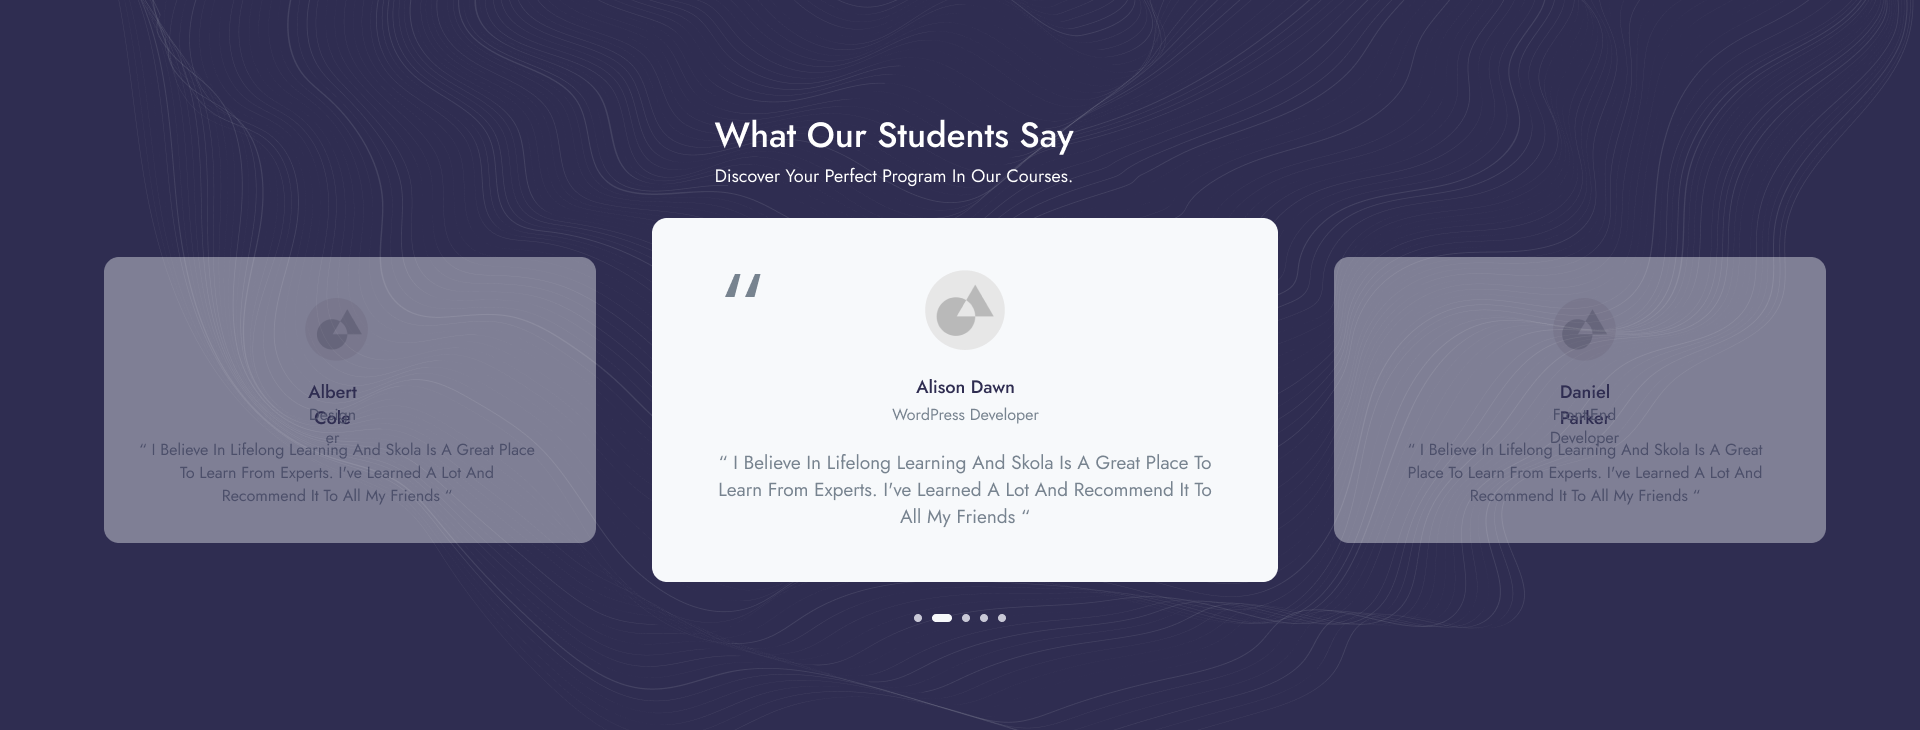 What Our Students Say
Discover Your Perfect Program In Our Courses.
Albert
Cole
Design
er
“ I Believe In Lifelong Learning And Skola Is A Great Place
To Learn From Experts. I've Learned A Lot And
Recommend It To All My Friends “
“
Alison Dawn
WordPress Developer
“ I Believe In Lifelong Learning And Skola Is A Great Place To
Learn From Experts. I've Learned A Lot And Recommend It To
All My Friends “
Daniel
Parker
Front End
Developer
“ I Believe In Lifelong Learning And Skola Is A Great
Place To Learn From Experts. I've Learned A Lot And
Recommend It To All My Friends “